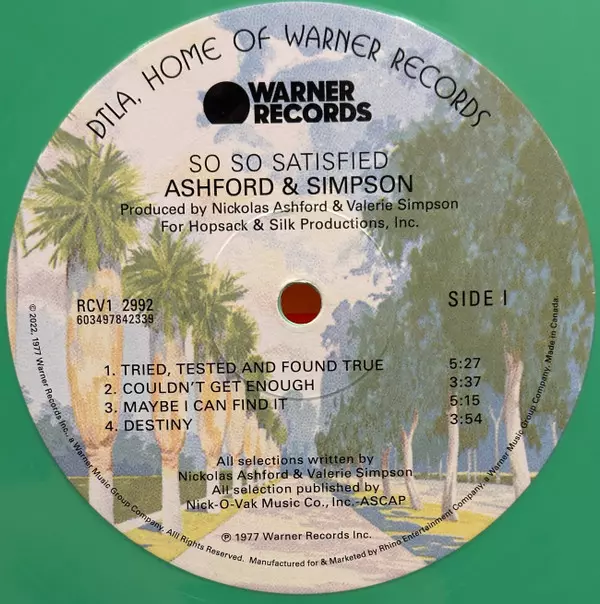 DTLA, HOME OF WARNER RECORDS
WARNER
RECORDS
SO SO SATISFIED
ASHFORD & SIMPSON
Produced by Nickolas Ashford & Valerie Simpson
For Hopsack & Silk Productions, Inc.
RCV1 2992
603497842339
SIDE I
1. TRIED, TESTED AND FOUND TRUE 5:27
2. COULDN'T GET ENOUGH 3:37
3. MAYBE I CAN FIND IT 5:15
4. DESTINY 3:54
All selections written by
Nickolas Ashford & Valerie Simpson
All selection published by
Nick-O-Vak Music Co., Inc.-ASCAP
℗ 1977 Warner Records Inc.
© 2022, 1977 Warner Records Inc., a Warner Music Group Company. All Rights Reserved. Manufactured for & Marketed by Rhino Entertainment Company, a Warner Music Group Company. Made in Canada.